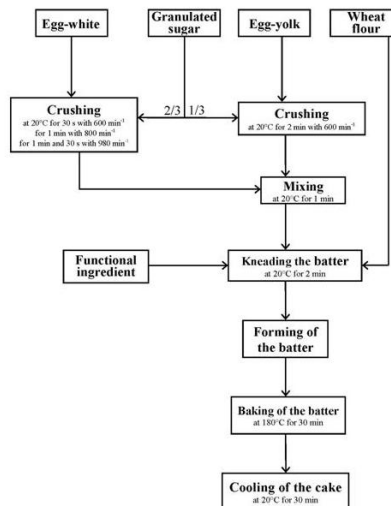 Egg-white
Granulated
sugar
Egg-yolk
Wheat
flour
Crushing
at 20°C for 30 s with 600 min⁻¹
for 1 min with 800 min⁻¹
for 1 min and 30 s with 980 min⁻¹
2/3
1/3
Crushing
at 20°C for 2 min with 600 min⁻¹
Mixing
at 20°C for 1 min
Functional
ingredient
Kneading the batter
at 20°C for 2 min
Forming of
the batter
Baking of the batter
at 180°C for 30 min
Cooling of the cake
at 20°C for 30 min